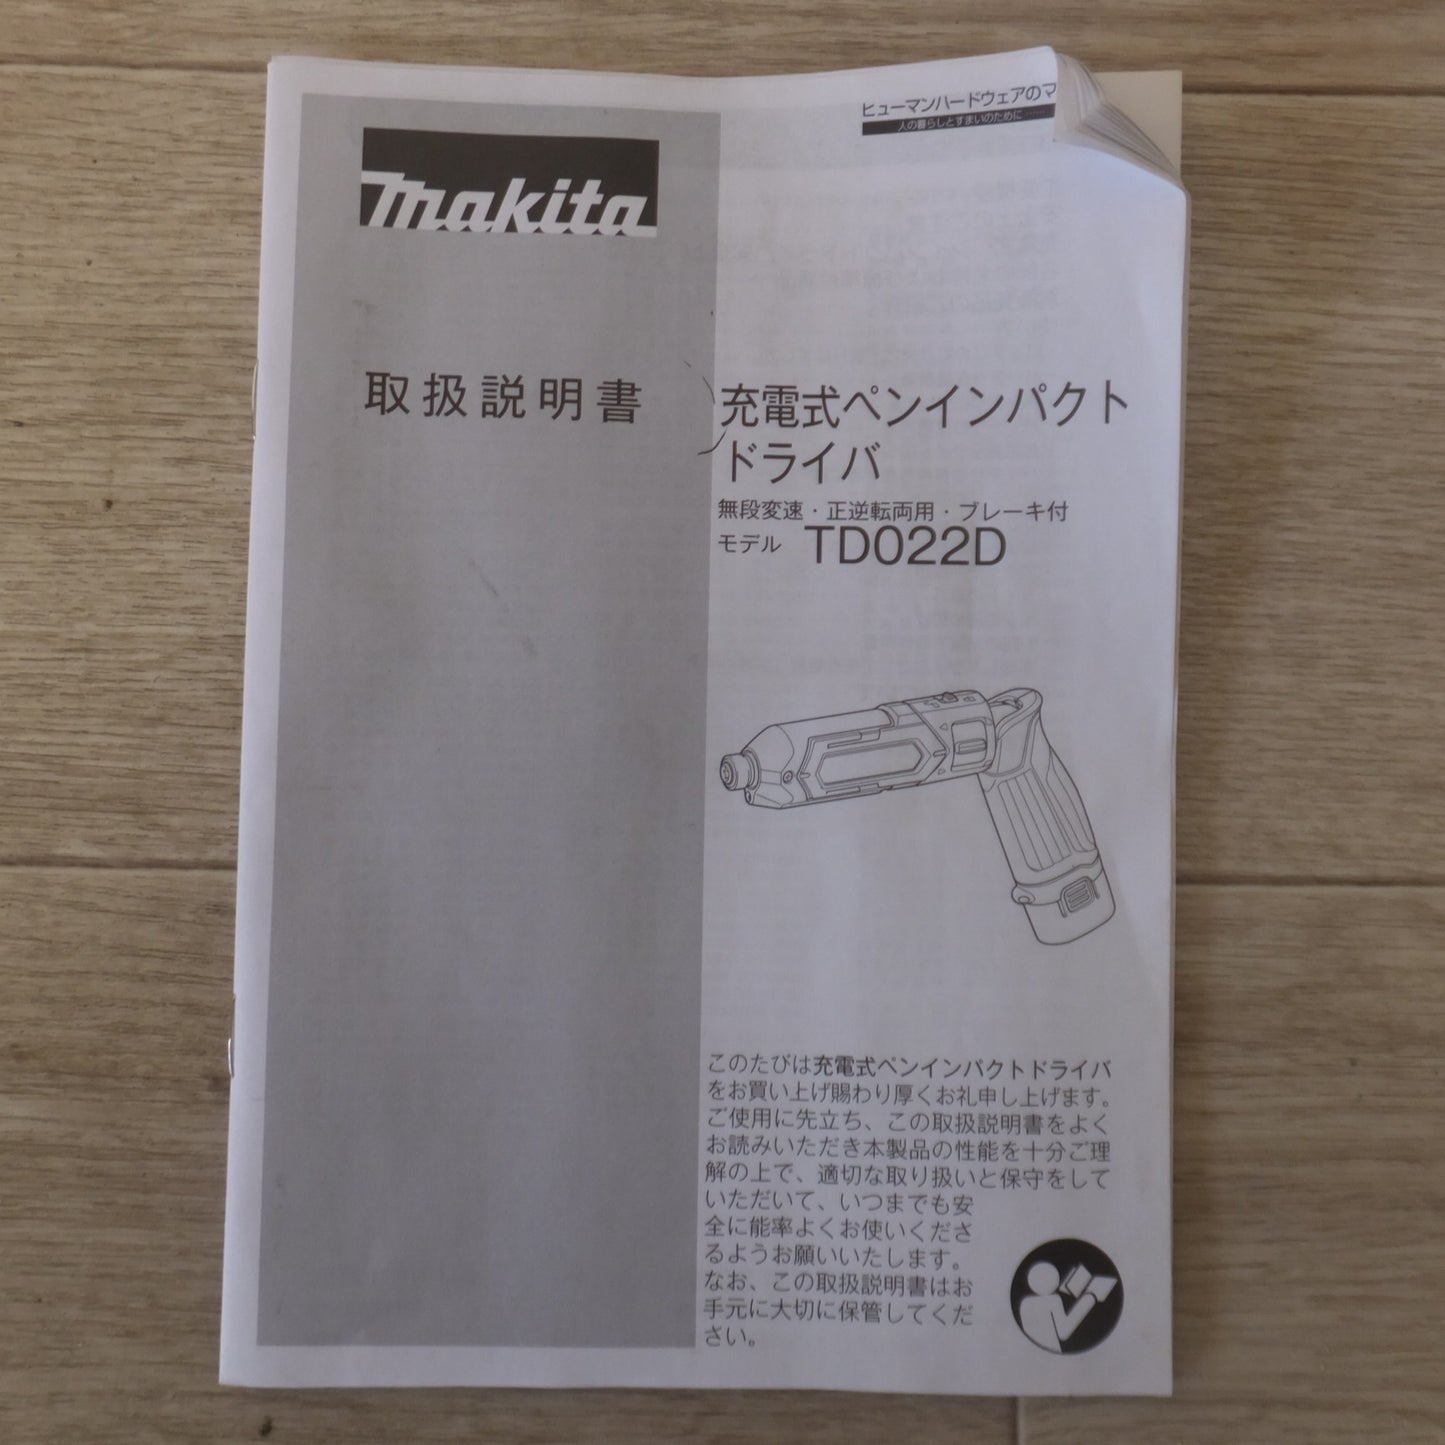 ヒューマンハードウェアのマ
人の暮らしとすまいのために ……
makita
取扱説明書
充電式ペンインパクト
ドライバ
無段変速・正逆転両用・ブレーキ付
モデル TD022D
このたびは充電式ペンインパクトドライバ
をお買い上げ賜わり厚くお礼申し上げます。
ご使用に先立ち、この取扱説明書をよく
お読みいただき本製品の性能を十分ご理
解の上で、適切な取り扱いと保守をして
いただいて、いつまでも安
全に能率よくお使いくださ
るようお願いいたします。
なお、この取扱説明書はお
手元に大切に保管してくだ
さい。